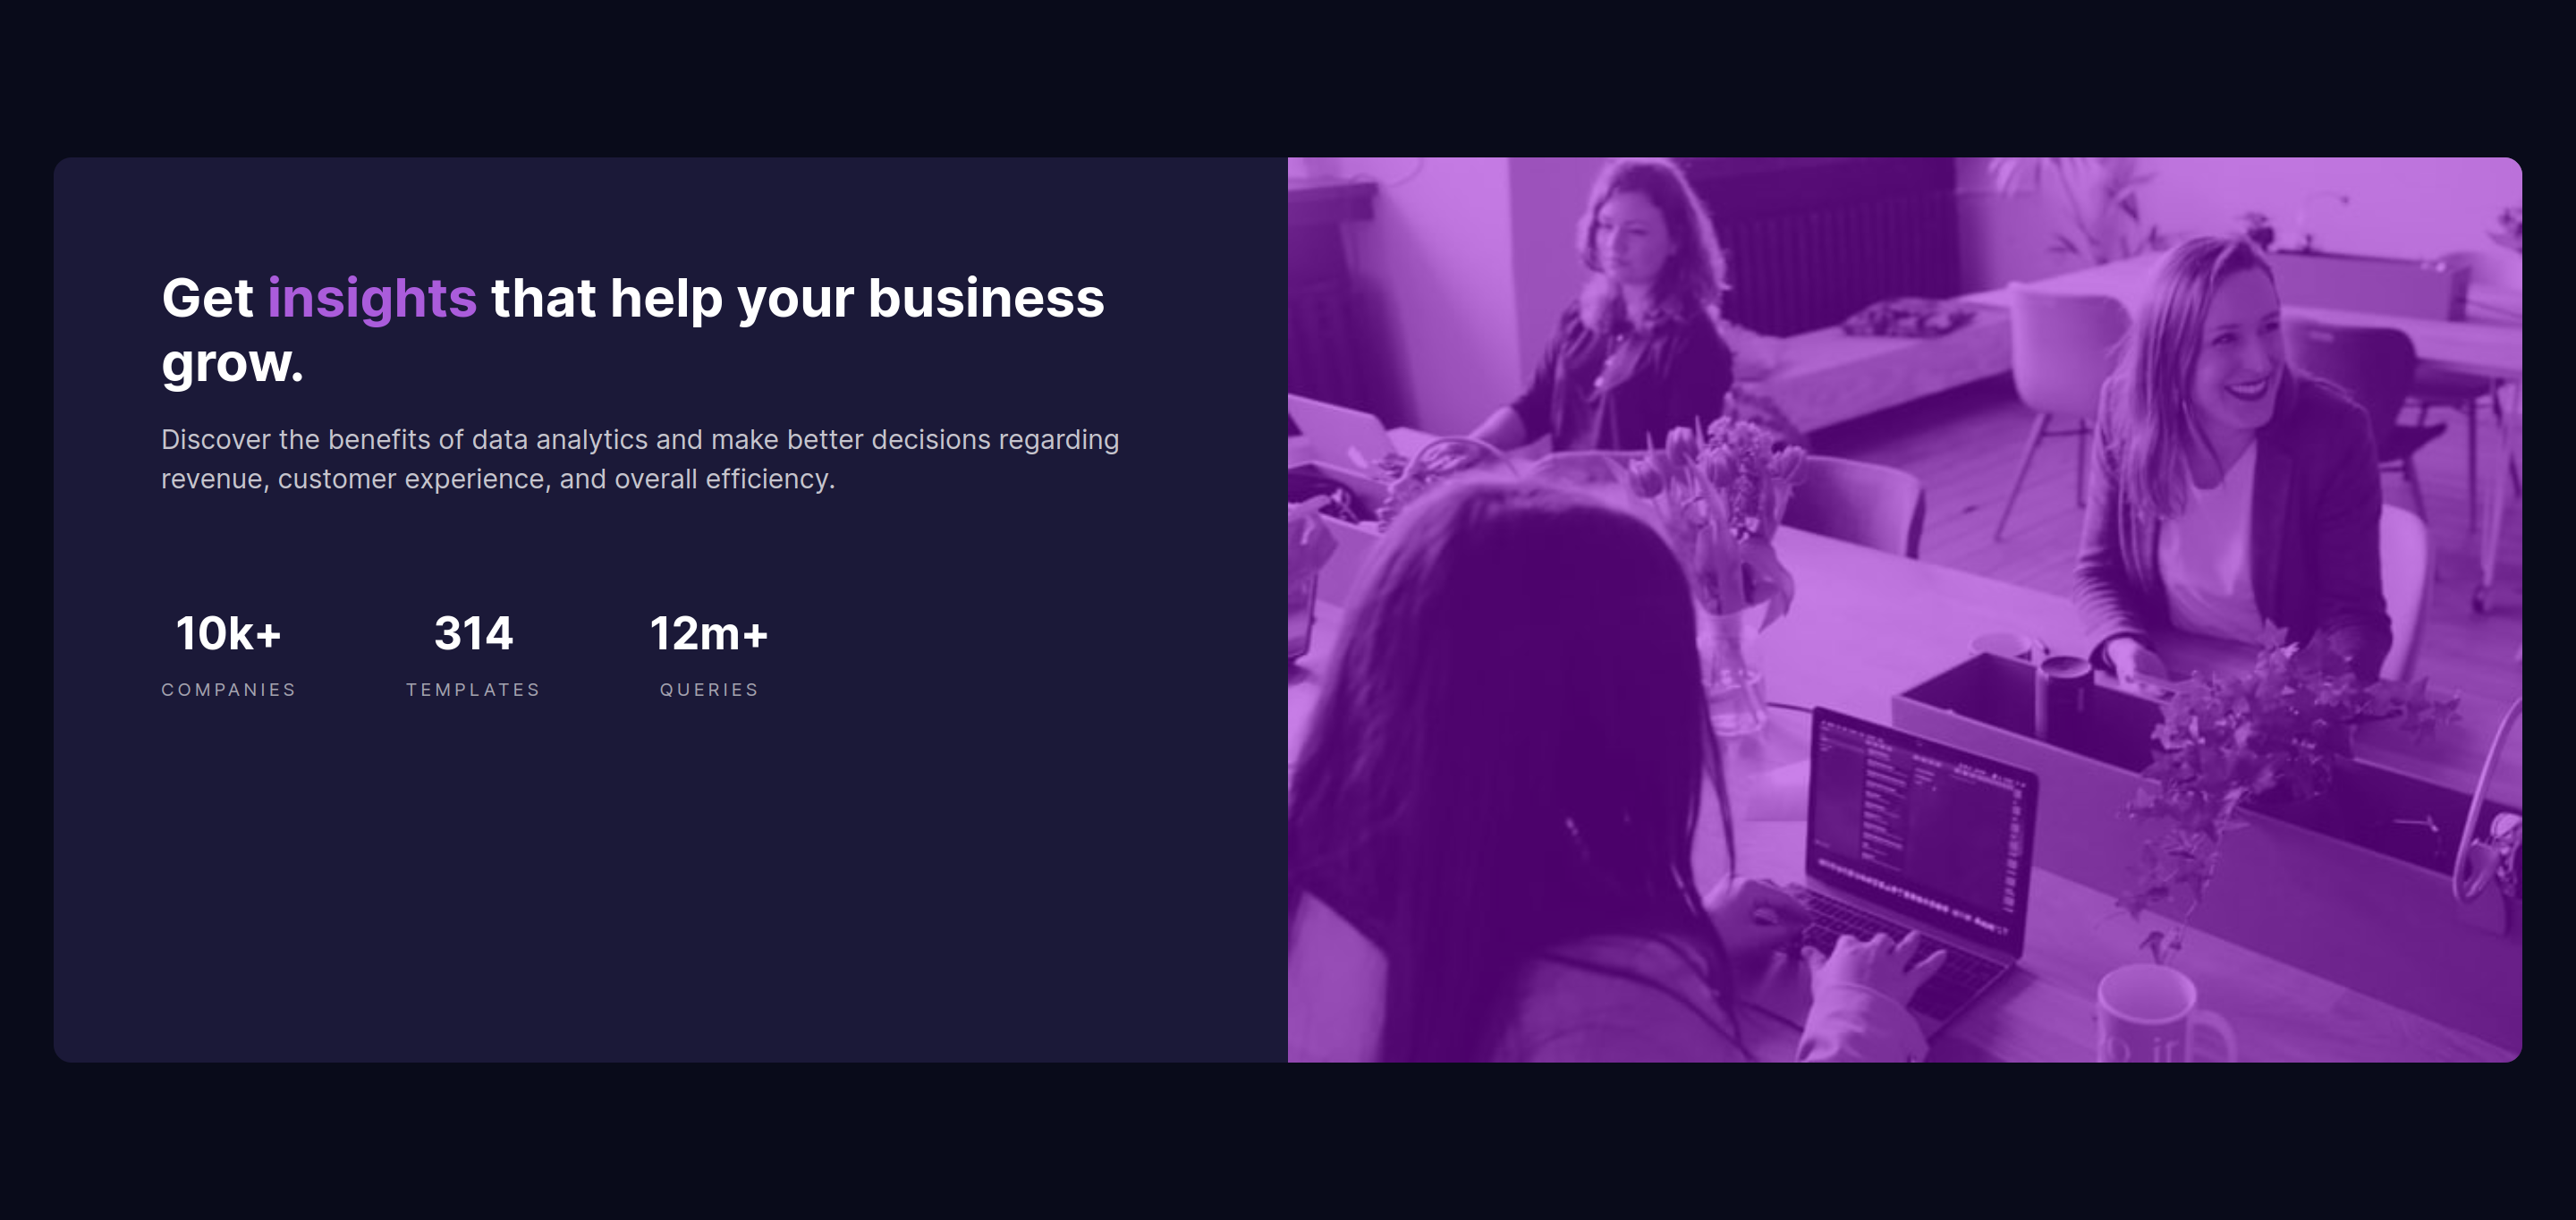 Get insights that help your business
grow.
Discover the benefits of data analytics and make better decisions regarding
revenue, customer experience, and overall efficiency.
10k+ 314 12m+
COMPANIES TEMPLATES QUERIES